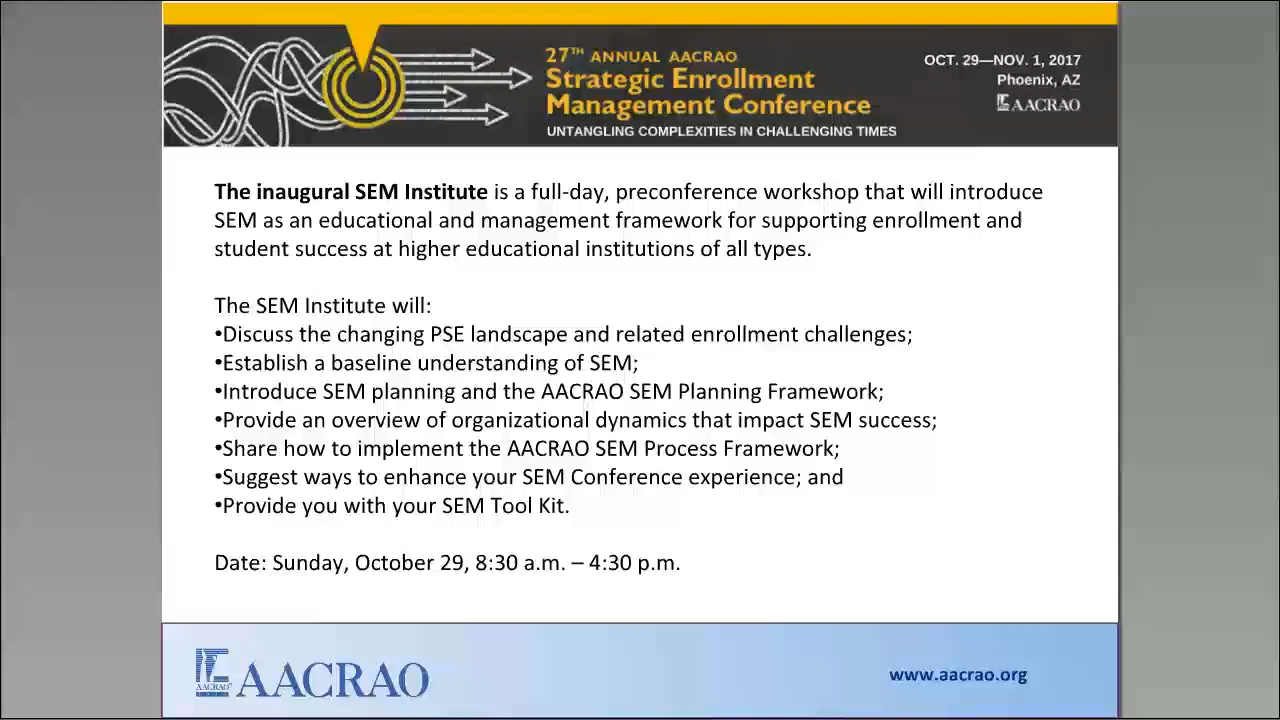 27TH ANNUAL AACRAO
Strategic Enrollment
Management Conference
UNTANGLING COMPLEXITIES IN CHALLENGING TIMES
OCT. 29—NOV. 1, 2017
Phoenix, AZ
AACRAO
The inaugural SEM Institute is a full-day, preconference workshop that will introduce
SEM as an educational and management framework for supporting enrollment and
student success at higher educational institutions of all types.
The SEM Institute will:
•Discuss the changing PSE landscape and related enrollment challenges;
•Establish a baseline understanding of SEM;
•Introduce SEM planning and the AACRAO SEM Planning Framework;
•Provide an overview of organizational dynamics that impact SEM success;
•Share how to implement the AACRAO SEM Process Framework;
•Suggest ways to enhance your SEM Conference experience; and
•Provide you with your SEM Tool Kit.
Date: Sunday, October 29, 8:30 a.m. – 4:30 p.m.
AACRAO
AACRAO
www.aacrao.org